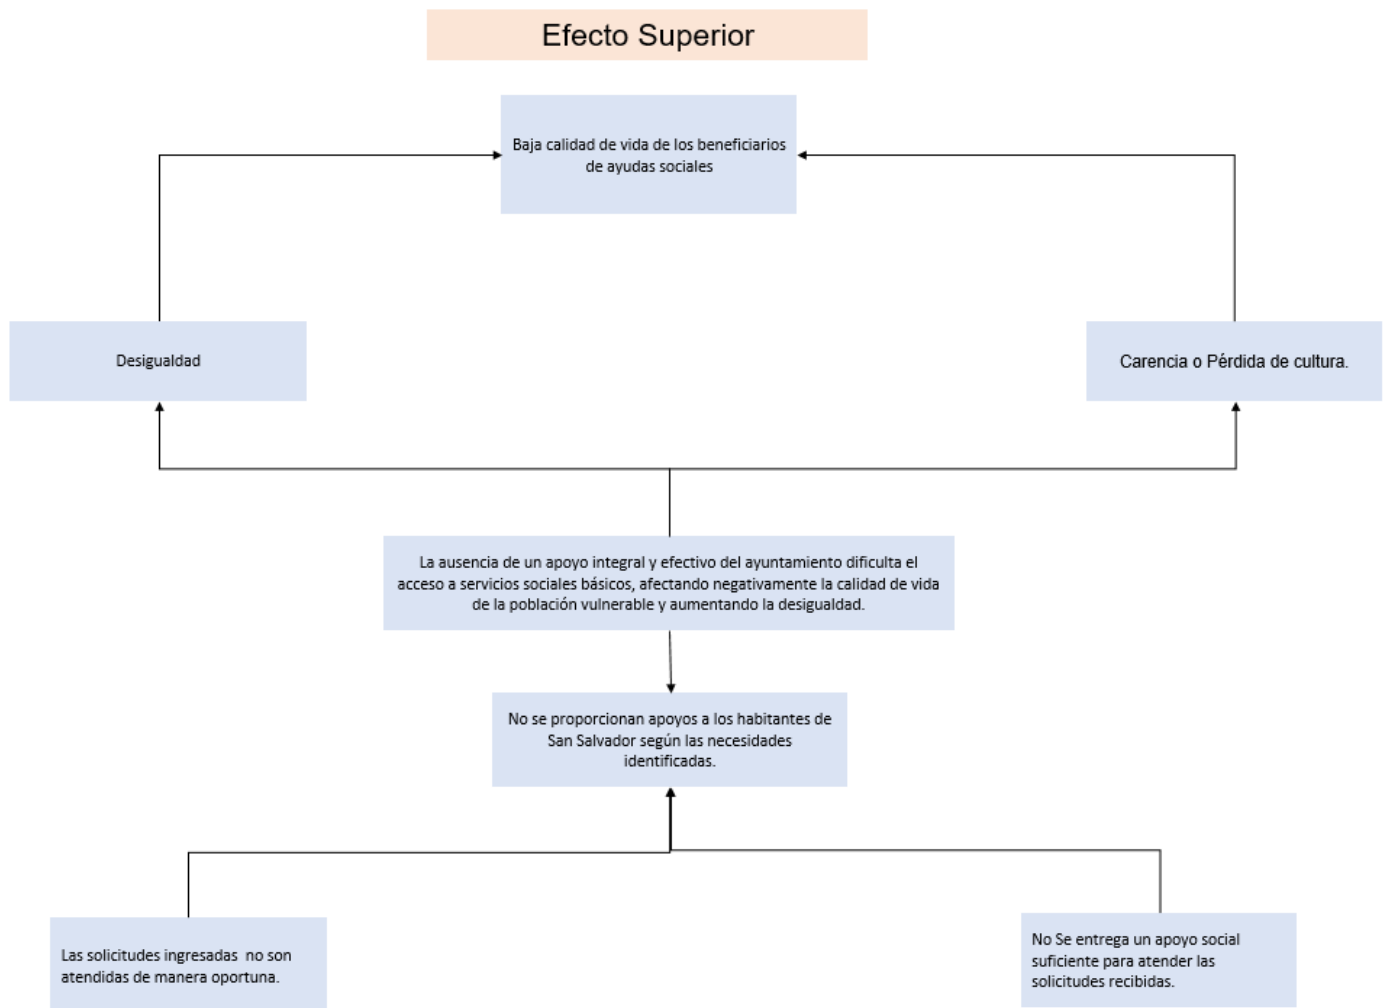 Efecto Superior
Baja calidad de vida de los beneficiarios
de ayudas sociales
Desigualdad
Carencia o Pérdida de cultura.
La ausencia de un apoyo integral y efectivo del ayuntamiento dificulta el
acceso a servicios sociales básicos, afectando negativamente la calidad de vida
de la población vulnerable y aumentando la desigualdad.
No se proporcionan apoyos a los habitantes de
San Salvador según las necesidades
identificadas.
Las solicitudes ingresadas  no son
atendidas de manera oportuna.
No Se entrega un apoyo social
suficiente para atender las
solicitudes recibidas.